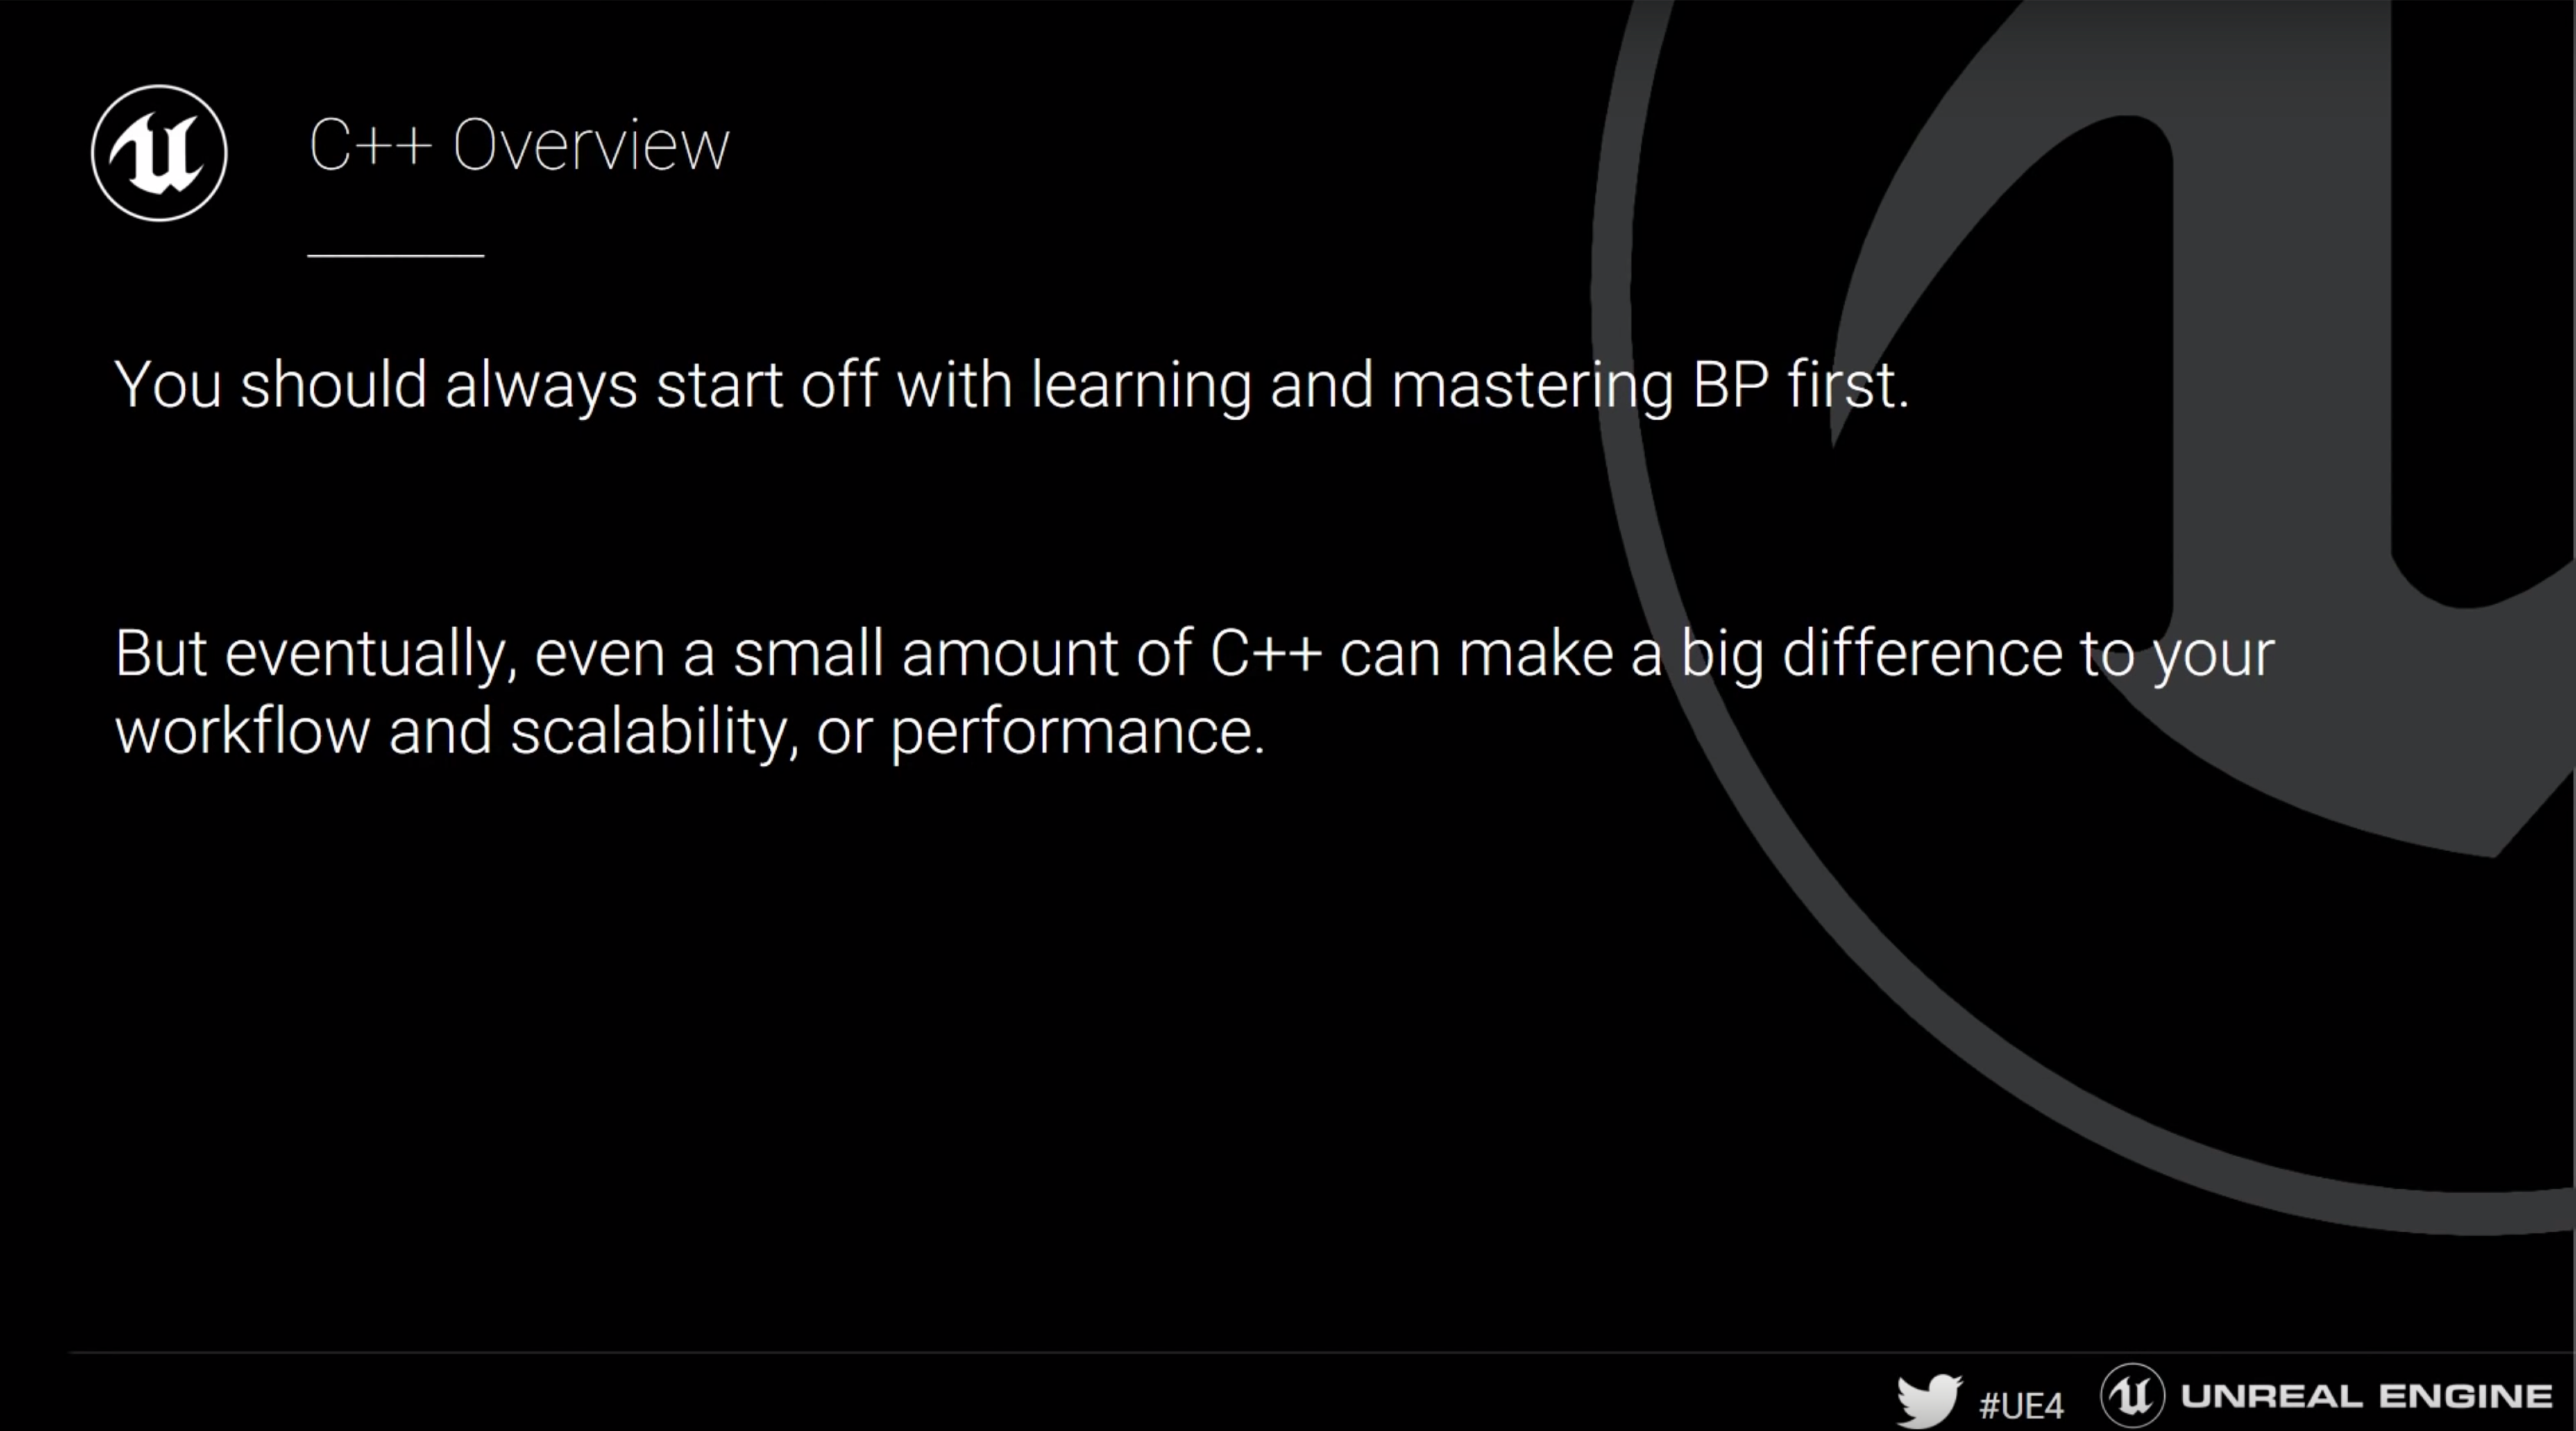 C++ Overview
You should always start off with learning and mastering BP first.
But eventually, even a small amount of C++ can make a big difference to your
workflow and scalability, or performance.
#UE4 UNREAL ENGINE